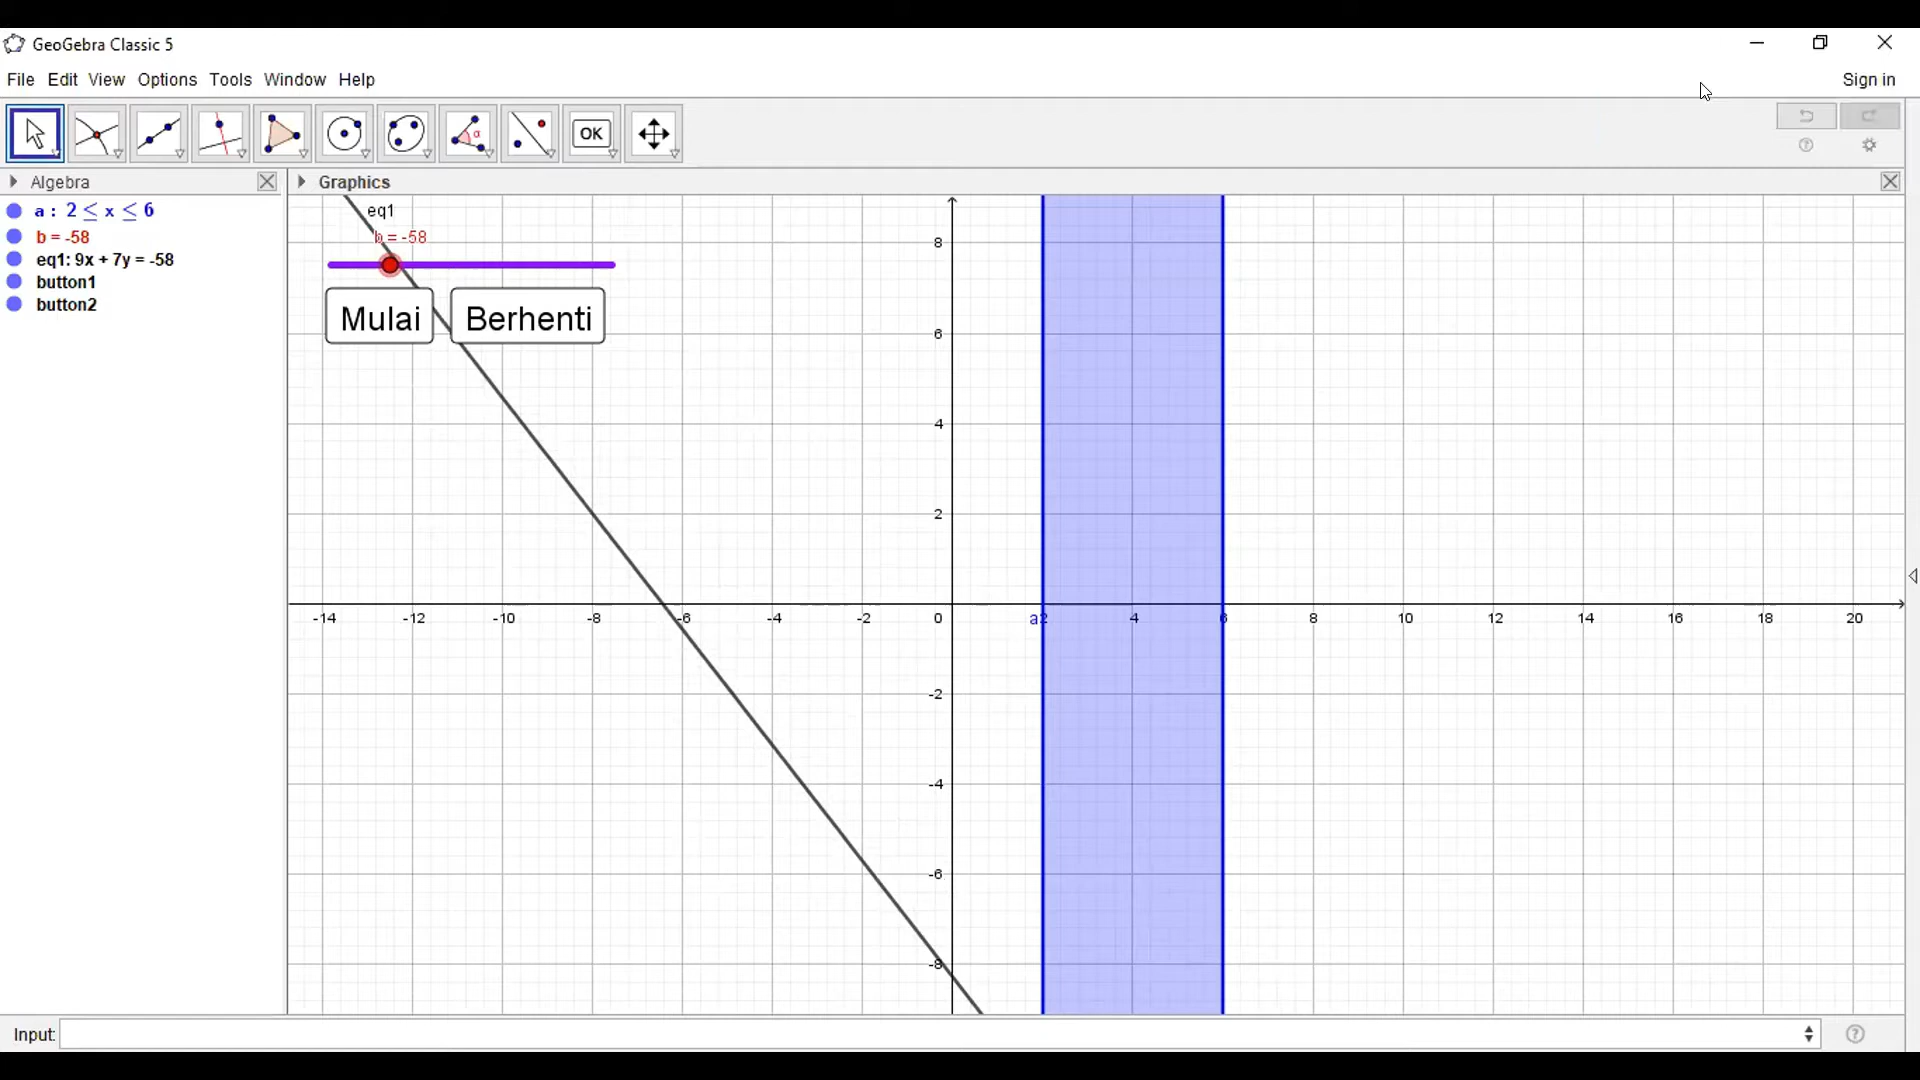 GeoGebra Classic 5
File Edit View Options Tools Window Help
Sign in
α
OK
Algebra
Graphics
a : 2 ≤ x ≤ 6
b = -58
eq1: 9x + 7y = -58
button1
button2
eq1
b = -58
Mulai
Berhenti
8
6
4
2
-14 -12 -10 -8 -6 -4 -2 0 a 2 4 6 8 10 12 14 16 18 20
-2
-4
-6
-8
Input: